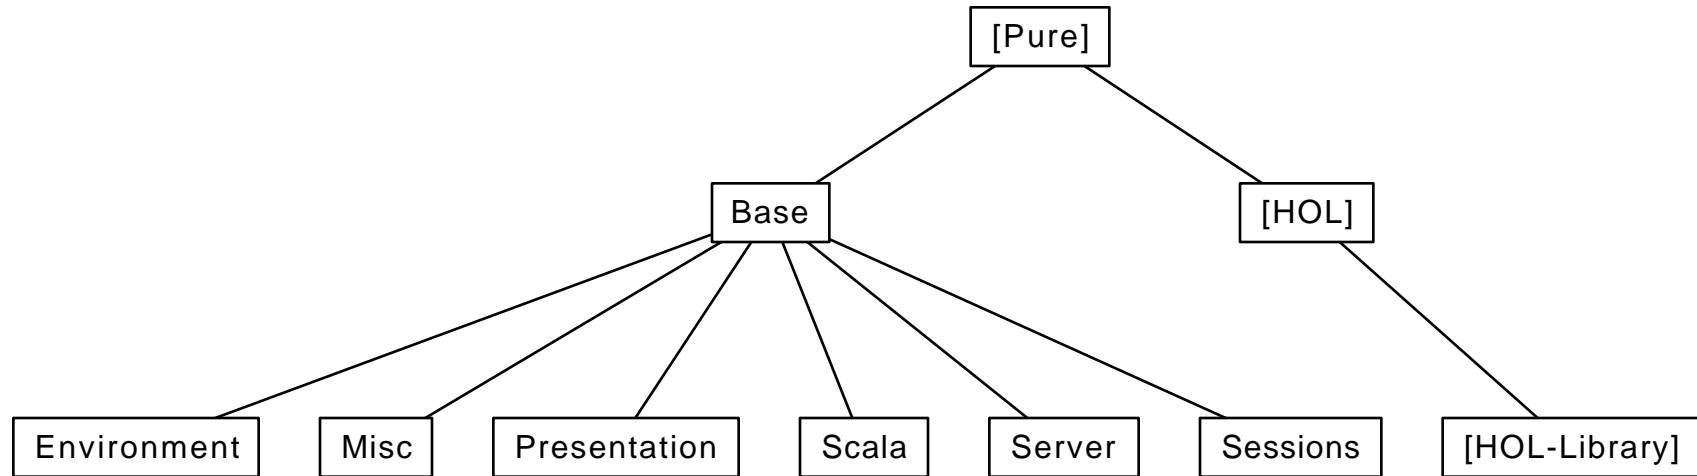 [Pure]
Base
[HOL]
Environment
Misc
Presentation
Scala
Server
Sessions
[HOL-Library]